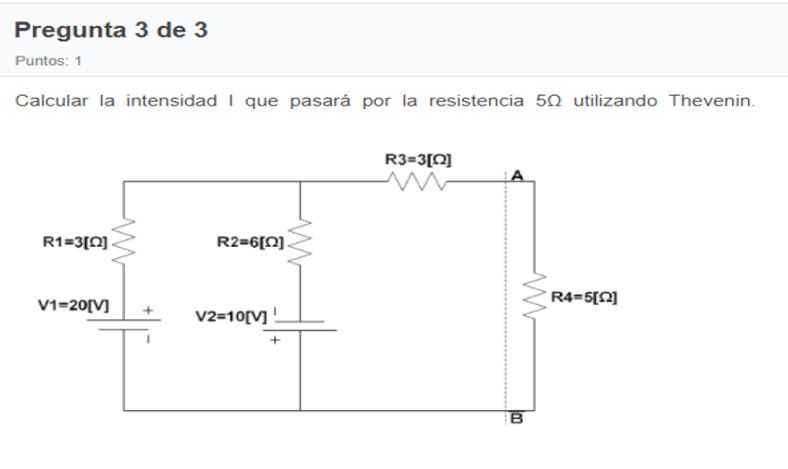 Pregunta 3 de 3
Puntos: 1
Calcular la intensidad I que pasará por la resistencia 5Ω utilizando Thevenin.
R3=3[Ω]
A
R1=3[Ω]
R2=6[Ω]
R4=5[Ω]
V1=20[V]
+
V2=10[V]
-
-
+
B